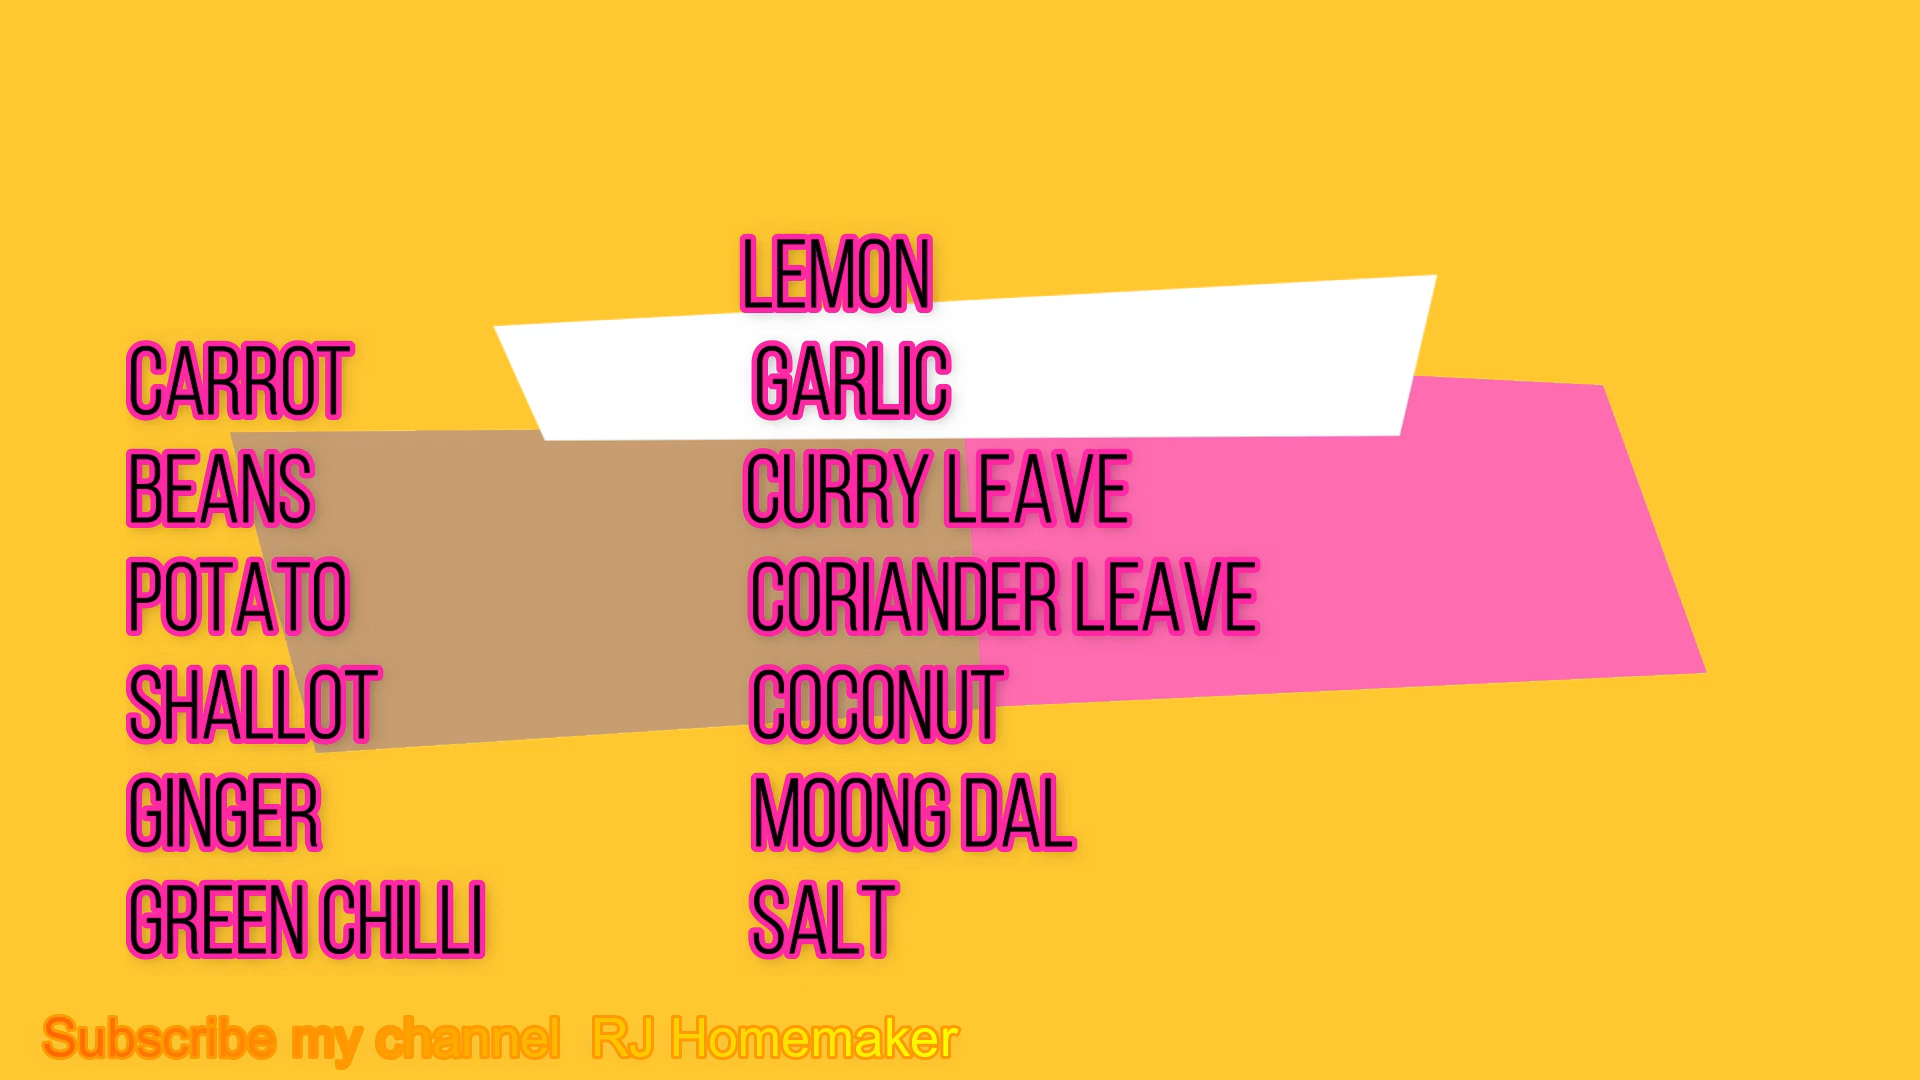 CARROT
BEANS
POTATO
SHALLOT
GINGER
GREEN CHILLI
LEMON
GARLIC
CURRY LEAVE
CORIANDER LEAVE
COCONUT
MOONG DAL
SALT
Subscribe my channel RJ Homemaker